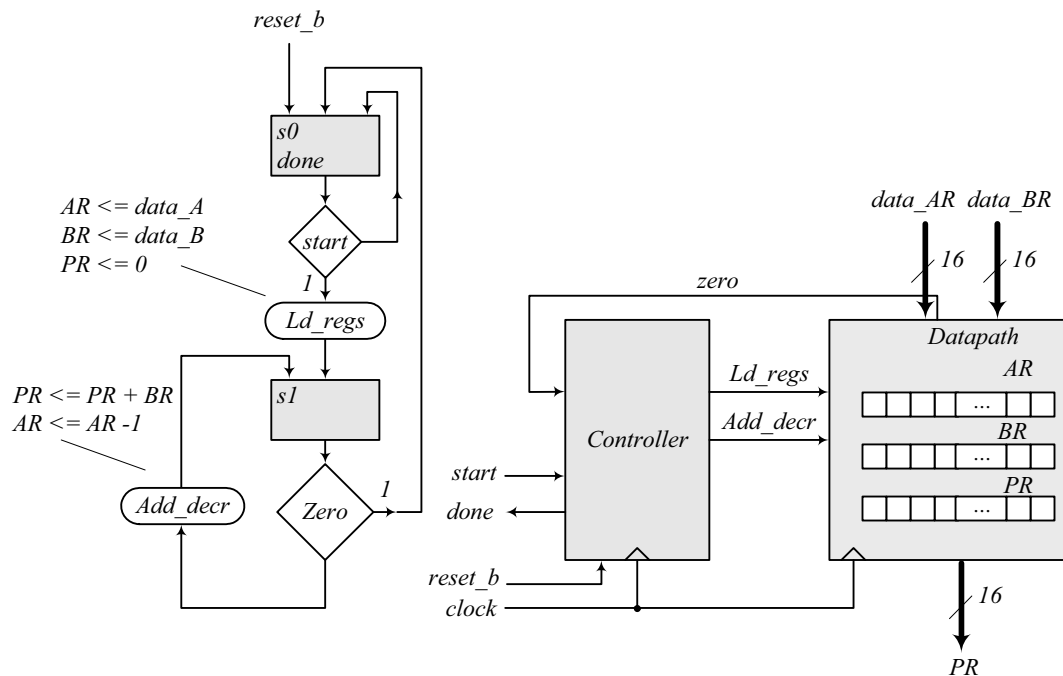 reset_b
s0
done
AR <= data_A
BR <= data_B
PR <= 0
start
1
Ld_regs
s1
PR <= PR + BR
AR <= AR -1
Add_decr
Zero
1
data_AR data_BR
16 16
zero
Datapath
AR
Ld_regs
...
Add_decr
Controller
BR
...
start
PR
...
done
reset_b
clock
16
PR